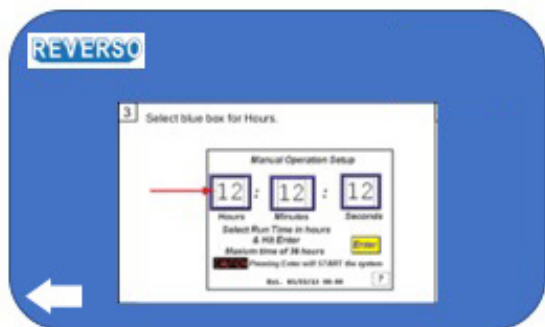 REVERSO
3 Select blue box for Hours.
Manual Operation Setup
12 : 12 : 12
Hours Minutes Seconds
Select Run Time in hours
& Hit Enter Enter
Maxium time of 36 hours
Pressing Enter will START the system
?